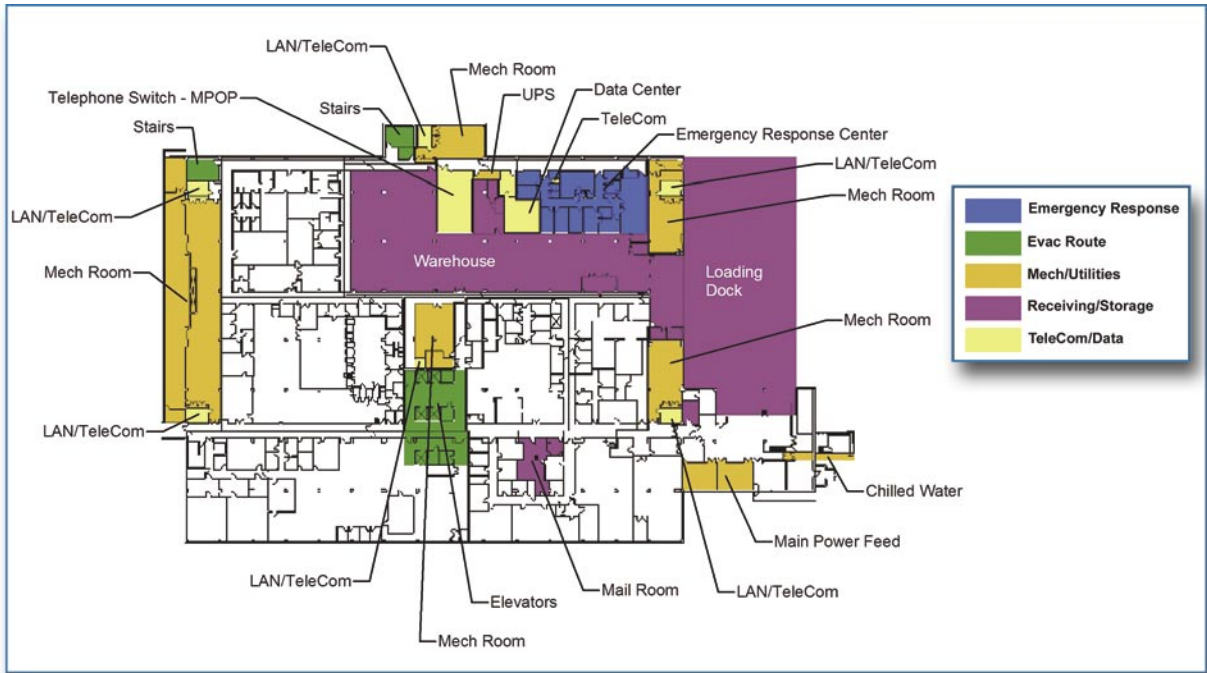 LAN/TeleCom
Mech Room
UPS
Data Center
Telephone Switch - MPOP
Stairs
TeleCom
Stairs
Emergency Response Center
LAN/TeleCom
Mech Room
LAN/TeleCom
Mech Room
Warehouse
Loading
Dock
Mech Room
LAN/TeleCom
Chilled Water
Main Power Feed
LAN/TeleCom
Elevators
Mail Room
LAN/TeleCom
Mech Room
Emergency Response
Evac Route
Mech/Utilities
Receiving/Storage
TeleCom/Data